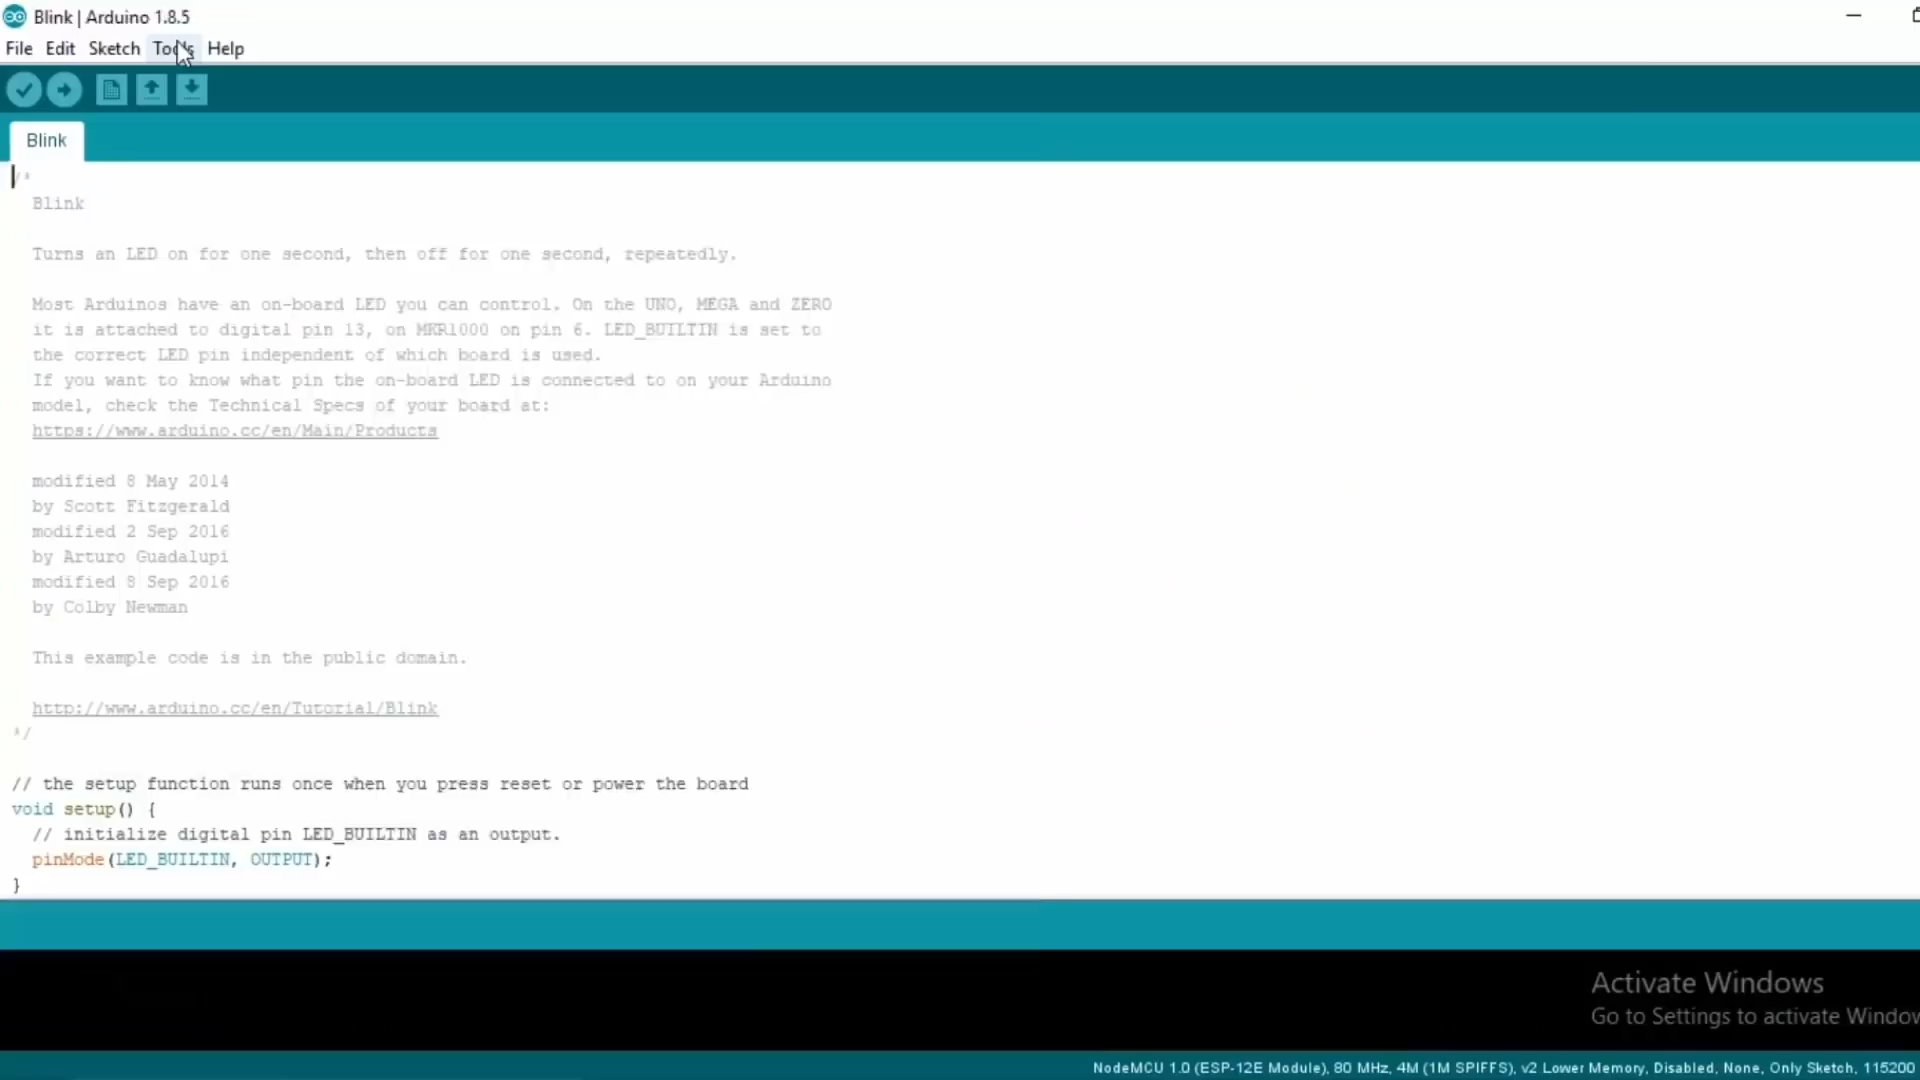 Blink | Arduino 1.8.5
File Edit Sketch Tools Help
Blink
/*
Blink
Turns an LED on for one second, then off for one second, repeatedly.
Most Arduinos have an on-board LED you can control. On the UNO, MEGA and ZERO
it is attached to digital pin 13, on MKR1000 on pin 6. LED_BUILTIN is set to
the correct LED pin independent of which board is used.
If you want to know what pin the on-board LED is connected to on your Arduino
model, check the Technical Specs of your board at:
https://www.arduino.cc/en/Main/Products
modified 8 May 2014
by Scott Fitzgerald
modified 2 Sep 2016
by Arturo Guadalupi
modified 8 Sep 2016
by Colby Newman
This example code is in the public domain.
http://www.arduino.cc/en/Tutorial/Blink
*/
// the setup function runs once when you press reset or power the board
void setup() {
// initialize digital pin LED_BUILTIN as an output.
pinMode(LED_BUILTIN, OUTPUT);
}
Activate Windows
Go to Settings to activate Window
NodeMCU 1.0 (ESP-12E Module), 80 MHz, 4M (1M SPIFFS), v2 Lower Memory, Disabled, None, Only Sketch, 115200